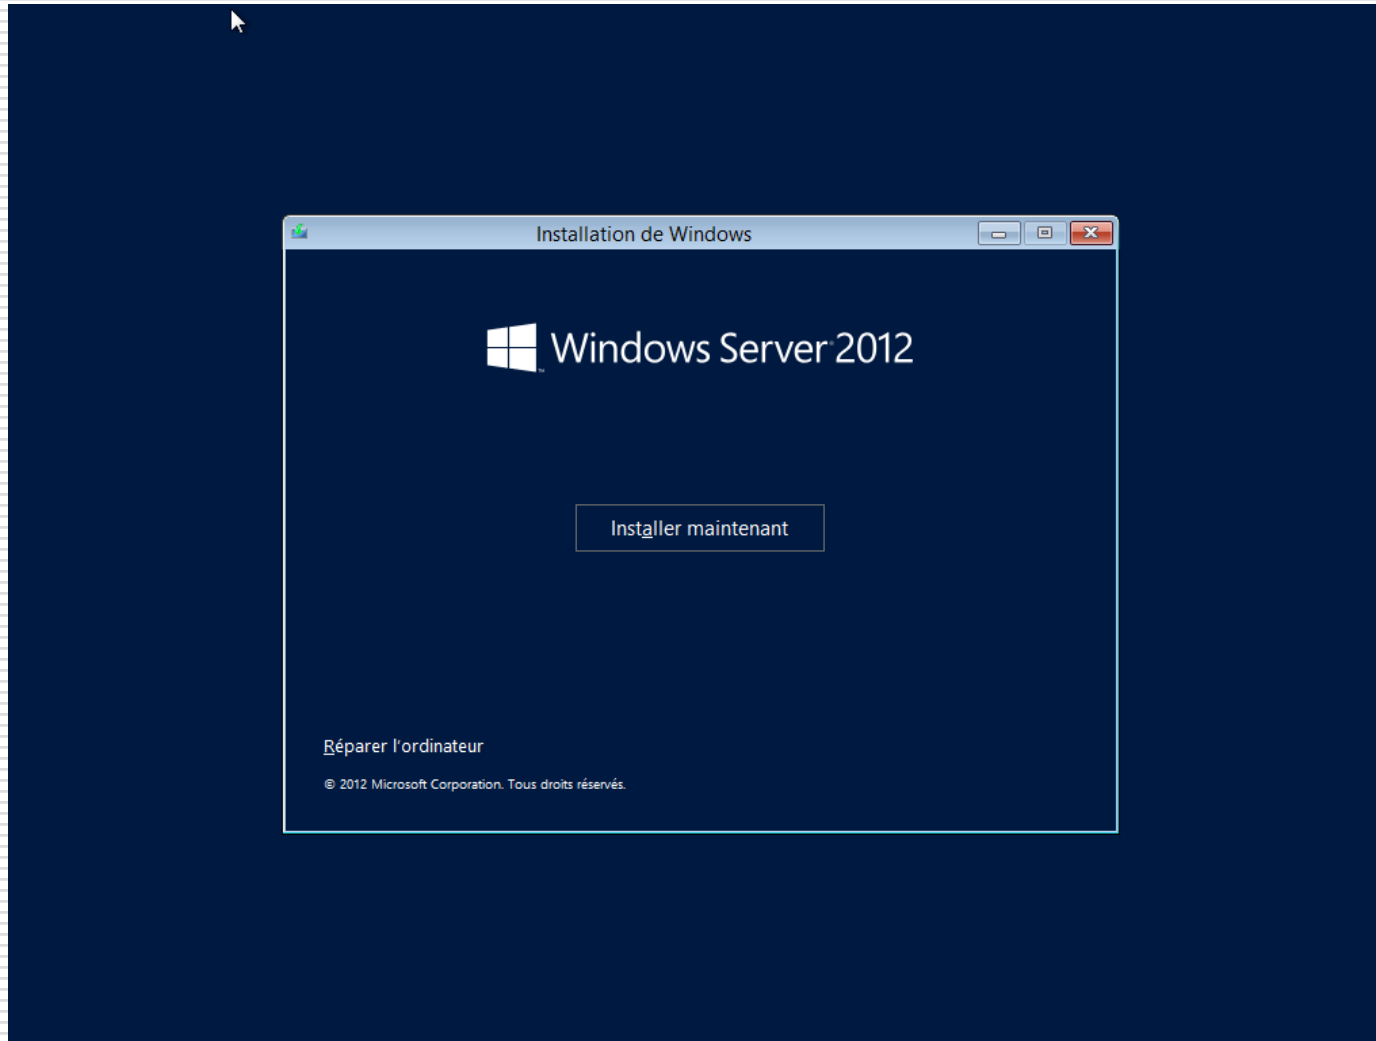 Installation de Windows
Windows Server 2012
Installer maintenant
Réparer l'ordinateur
© 2012 Microsoft Corporation. Tous droits réservés.